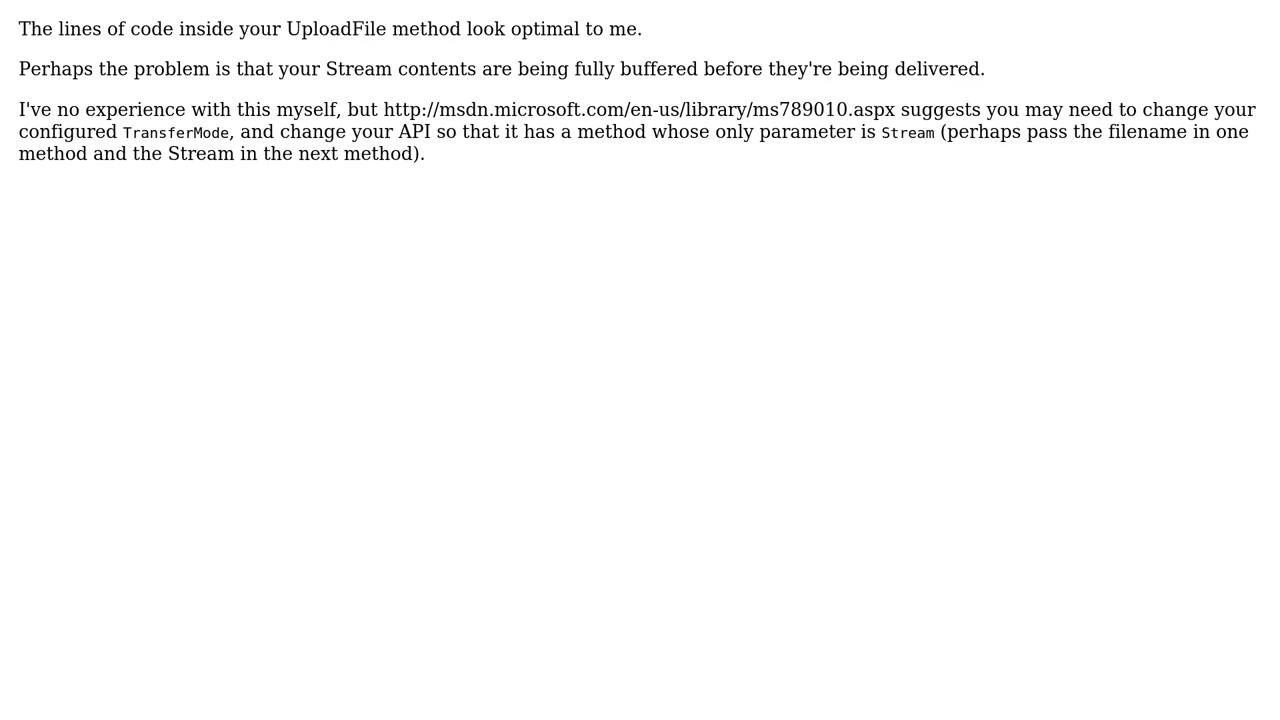 The lines of code inside your UploadFile method look optimal to me.
Perhaps the problem is that your Stream contents are being fully buffered before they're being delivered.
I've no experience with this myself, but http://msdn.microsoft.com/en-us/library/ms789010.aspx suggests you may need to change your
configured TransferMode, and change your API so that it has a method whose only parameter is Stream (perhaps pass the filename in one
method and the Stream in the next method).